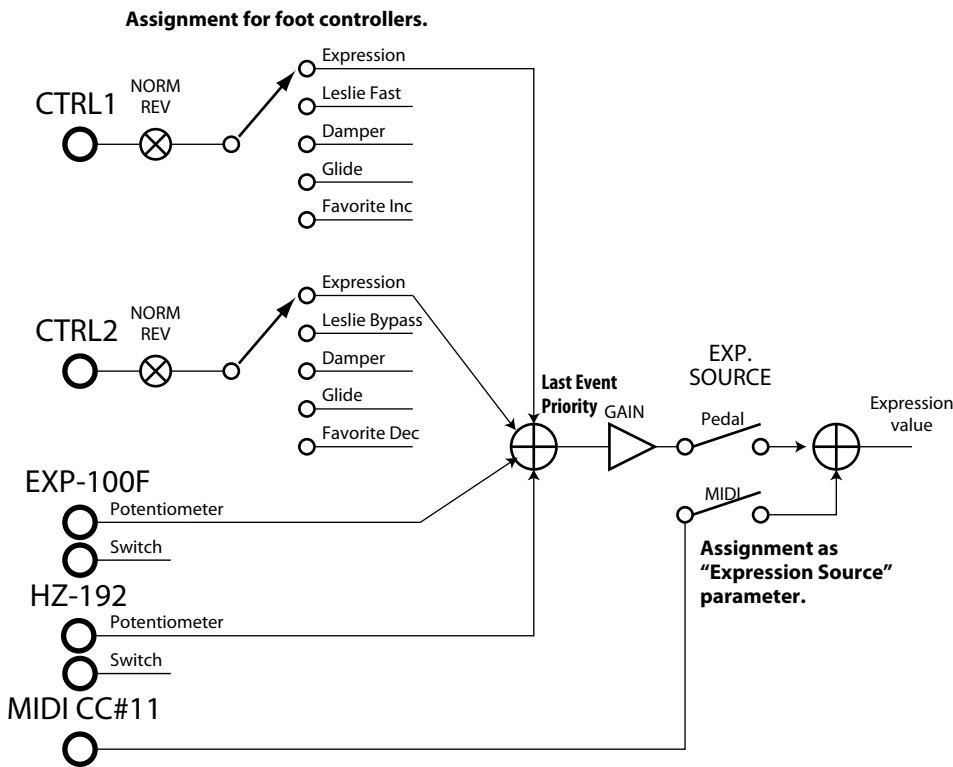 Assignment for foot controllers.
CTRL1
NORM
REV
Expression
Leslie Fast
Damper
Glide
Favorite Inc
CTRL2
NORM
REV
Expression
Leslie Bypass
Damper
Glide
Favorite Dec
EXP-100F
Potentiometer
Switch
HZ-192
Potentiometer
Switch
MIDI CC#11
Last Event
Priority
GAIN
EXP.
SOURCE
Pedal
MIDI
Expression
value
Assignment as
“Expression Source”
parameter.